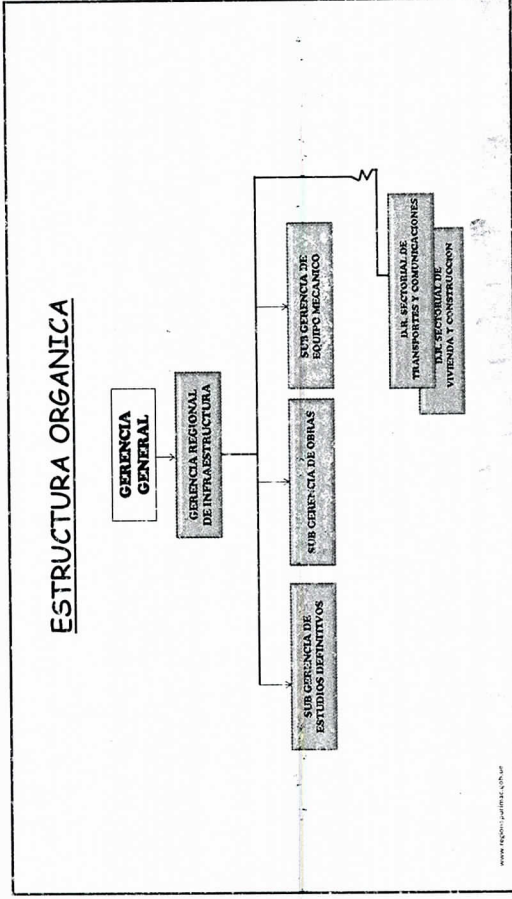 ESTRUCTURA ORGANICA
GERENCIA
GENERAL
GERENCIA REGIONAL
DE INFRAESTRUCTURA
SUB GERENCIA DE
ESTUDIOS DEFINITIVOS
SUB GERENCIA DE OBRAS
SUB GERENCIA DE
EQUIPO MECANICO
D.R. SECTORIAL DE
TRANSPORTES Y COMUNICACIONES
D.R. SECTORIAL DE
VIVIENDA Y CONSTRUCCION